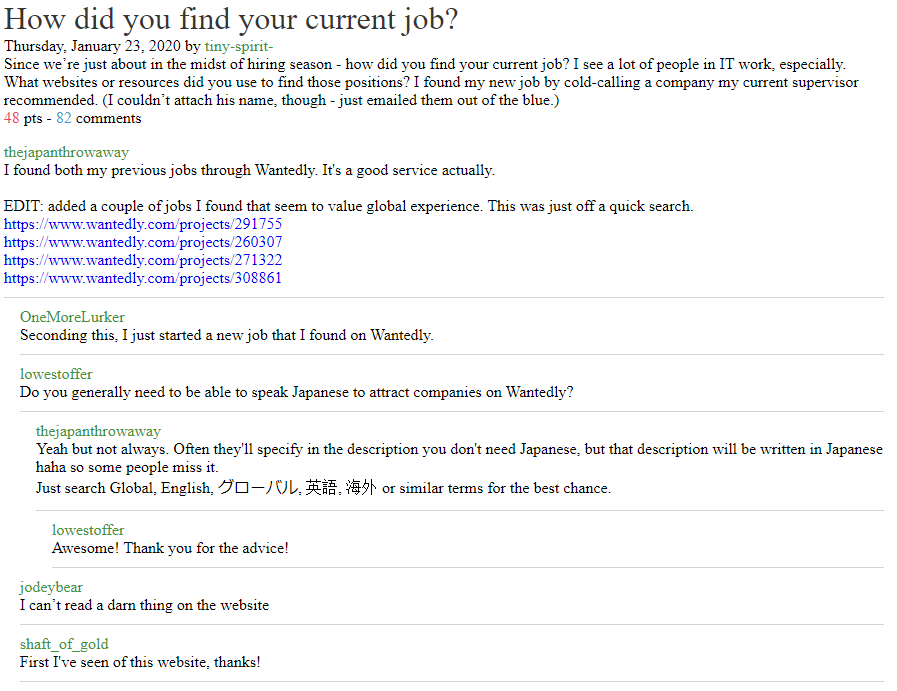 How did you find your current job?
Thursday, January 23, 2020 by tiny-spirit-
Since we’re just about in the midst of hiring season - how did you find your current job? I see a lot of people in IT work, especially.
What websites or resources did you use to find those positions? I found my new job by cold-calling a company my current supervisor
recommended. (I couldn’t attach his name, though - just emailed them out of the blue.)
48 pts - 82 comments
thejapanthrowaway
I found both my previous jobs through Wantedly. It's a good service actually.
EDIT: added a couple of jobs I found that seem to value global experience. This was just off a quick search.
https://www.wantedly.com/projects/291755
https://www.wantedly.com/projects/260307
https://www.wantedly.com/projects/271322
https://www.wantedly.com/projects/308861
OneMoreLurker
Seconding this, I just started a new job that I found on Wantedly.
lowestoffer
Do you generally need to be able to speak Japanese to attract companies on Wantedly?
thejapanthrowaway
Yeah but not always. Often they'll specify in the description you don't need Japanese, but that description will be written in Japanese
haha so some people miss it.
Just search Global, English, グローバル, 英語, 海外 or similar terms for the best chance.
lowestoffer
Awesome! Thank you for the advice!
jodeybear
I can’t read a darn thing on the website
shaft_of_gold
First I've seen of this website, thanks!